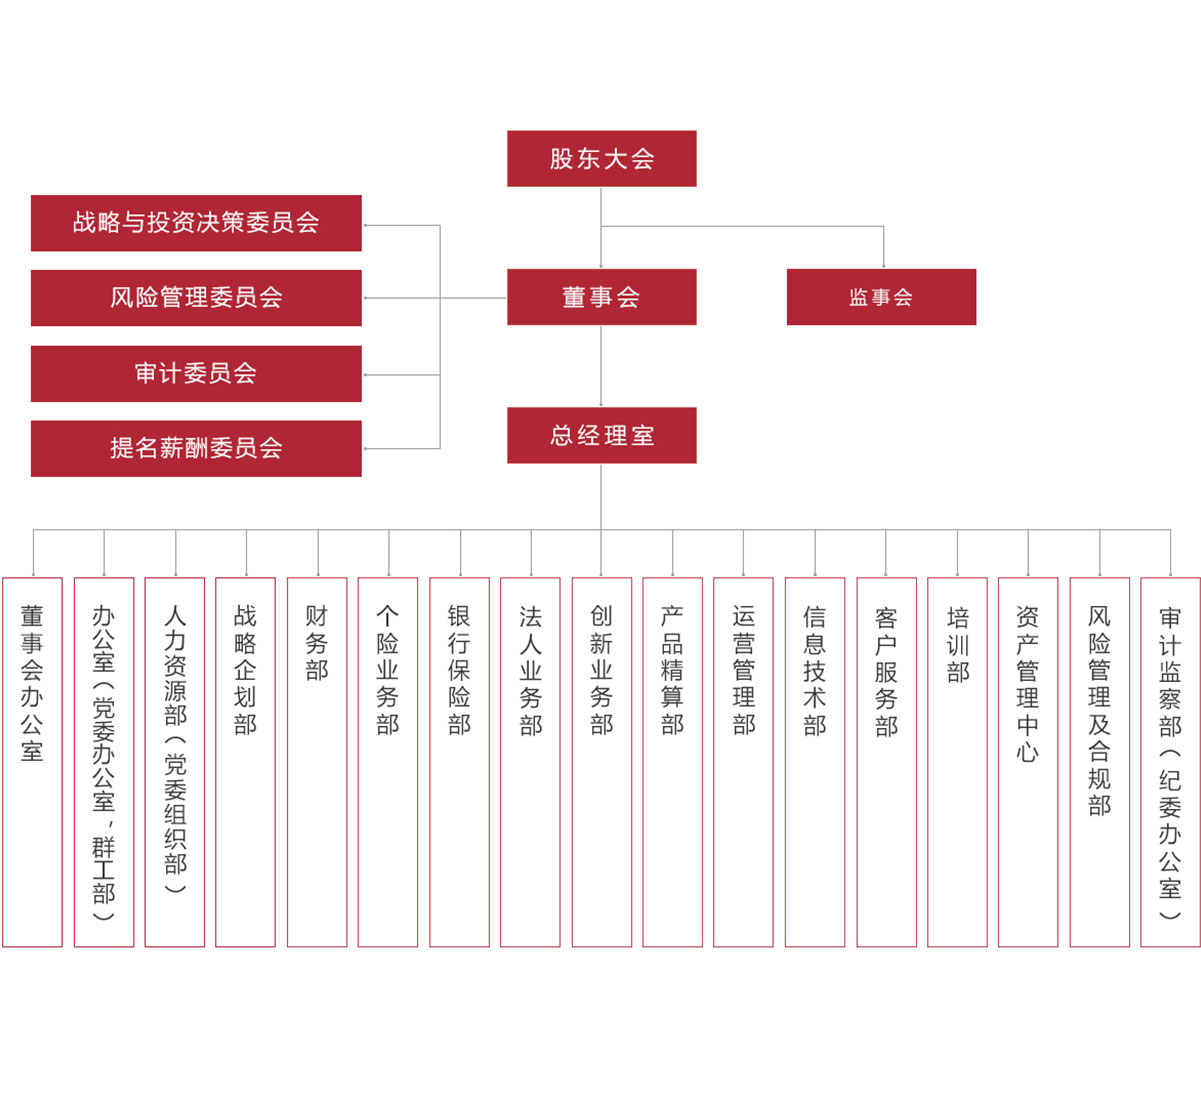 股东大会
战略与投资决策委员会
风险管理委员会
董事会
监事会
审计委员会
总经理室
提名薪酬委员会
董事会办公室
办公室（党委办公室，群工部）
人力资源部（党委组织部）
战略企划部
财务部
个险业务部
银行保险部
法人业务部
创新业务部
产品精算部
运营管理部
信息技术部
客户服务部
培训部
资产管理中心
风险管理及合规部
审计监察部（纪委办公室）